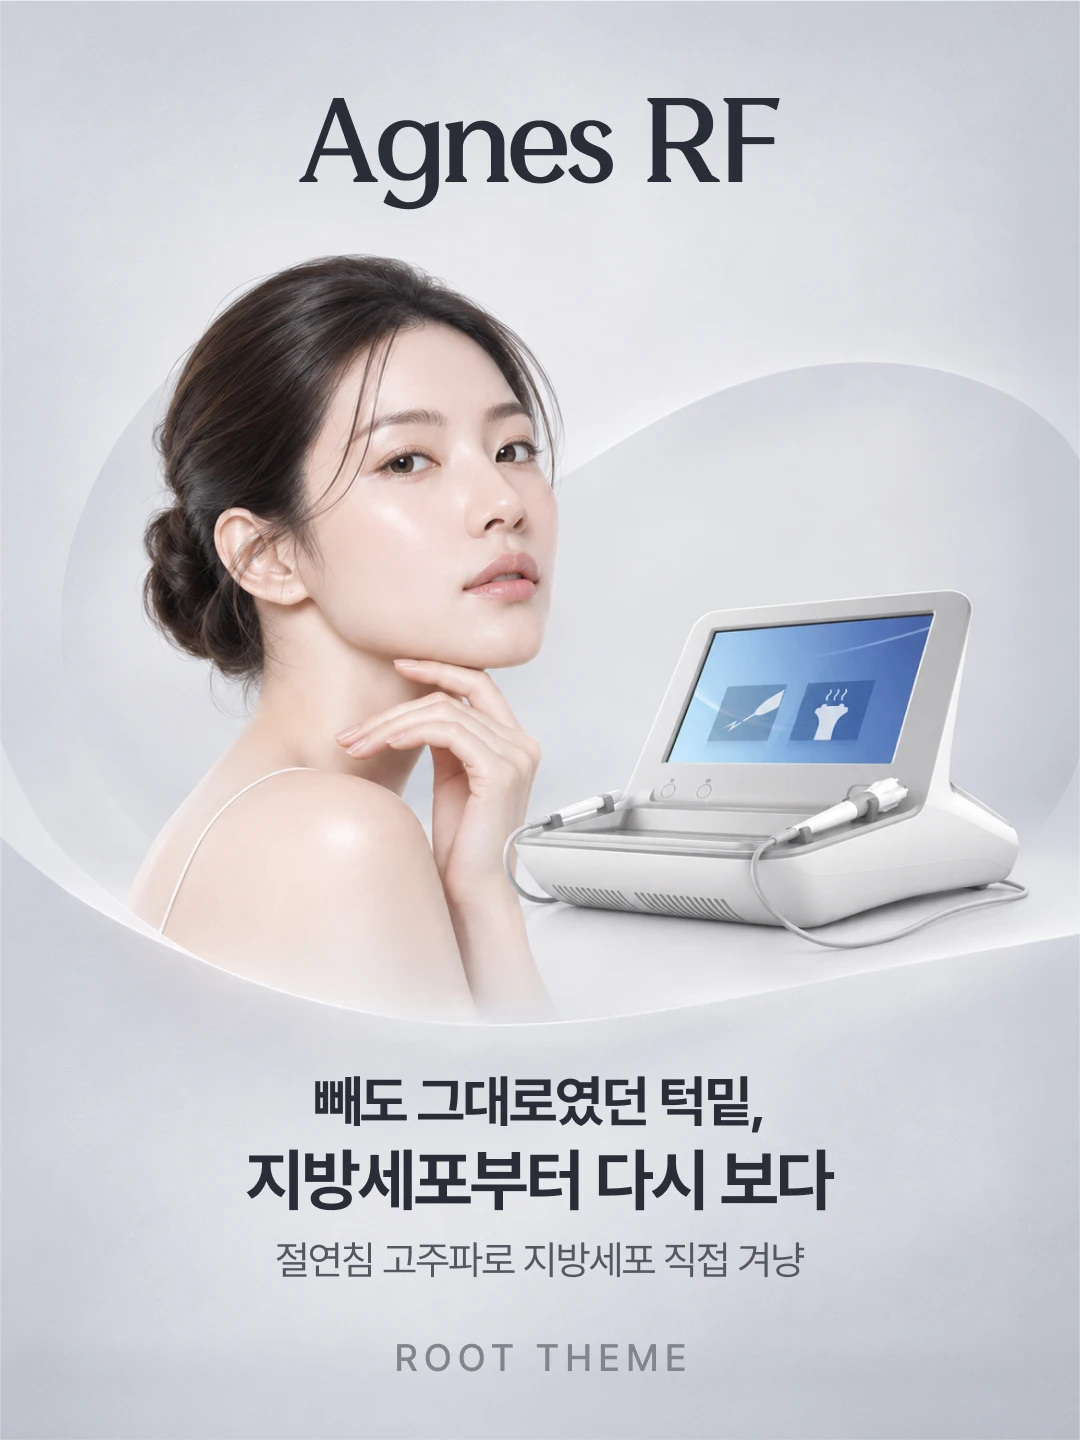 Agnes RF
빼도 그대로였던 턱밑,
지방세포부터 다시 보다
절연침 고주파로 지방세포 직접 겨냥
ROOT THEME